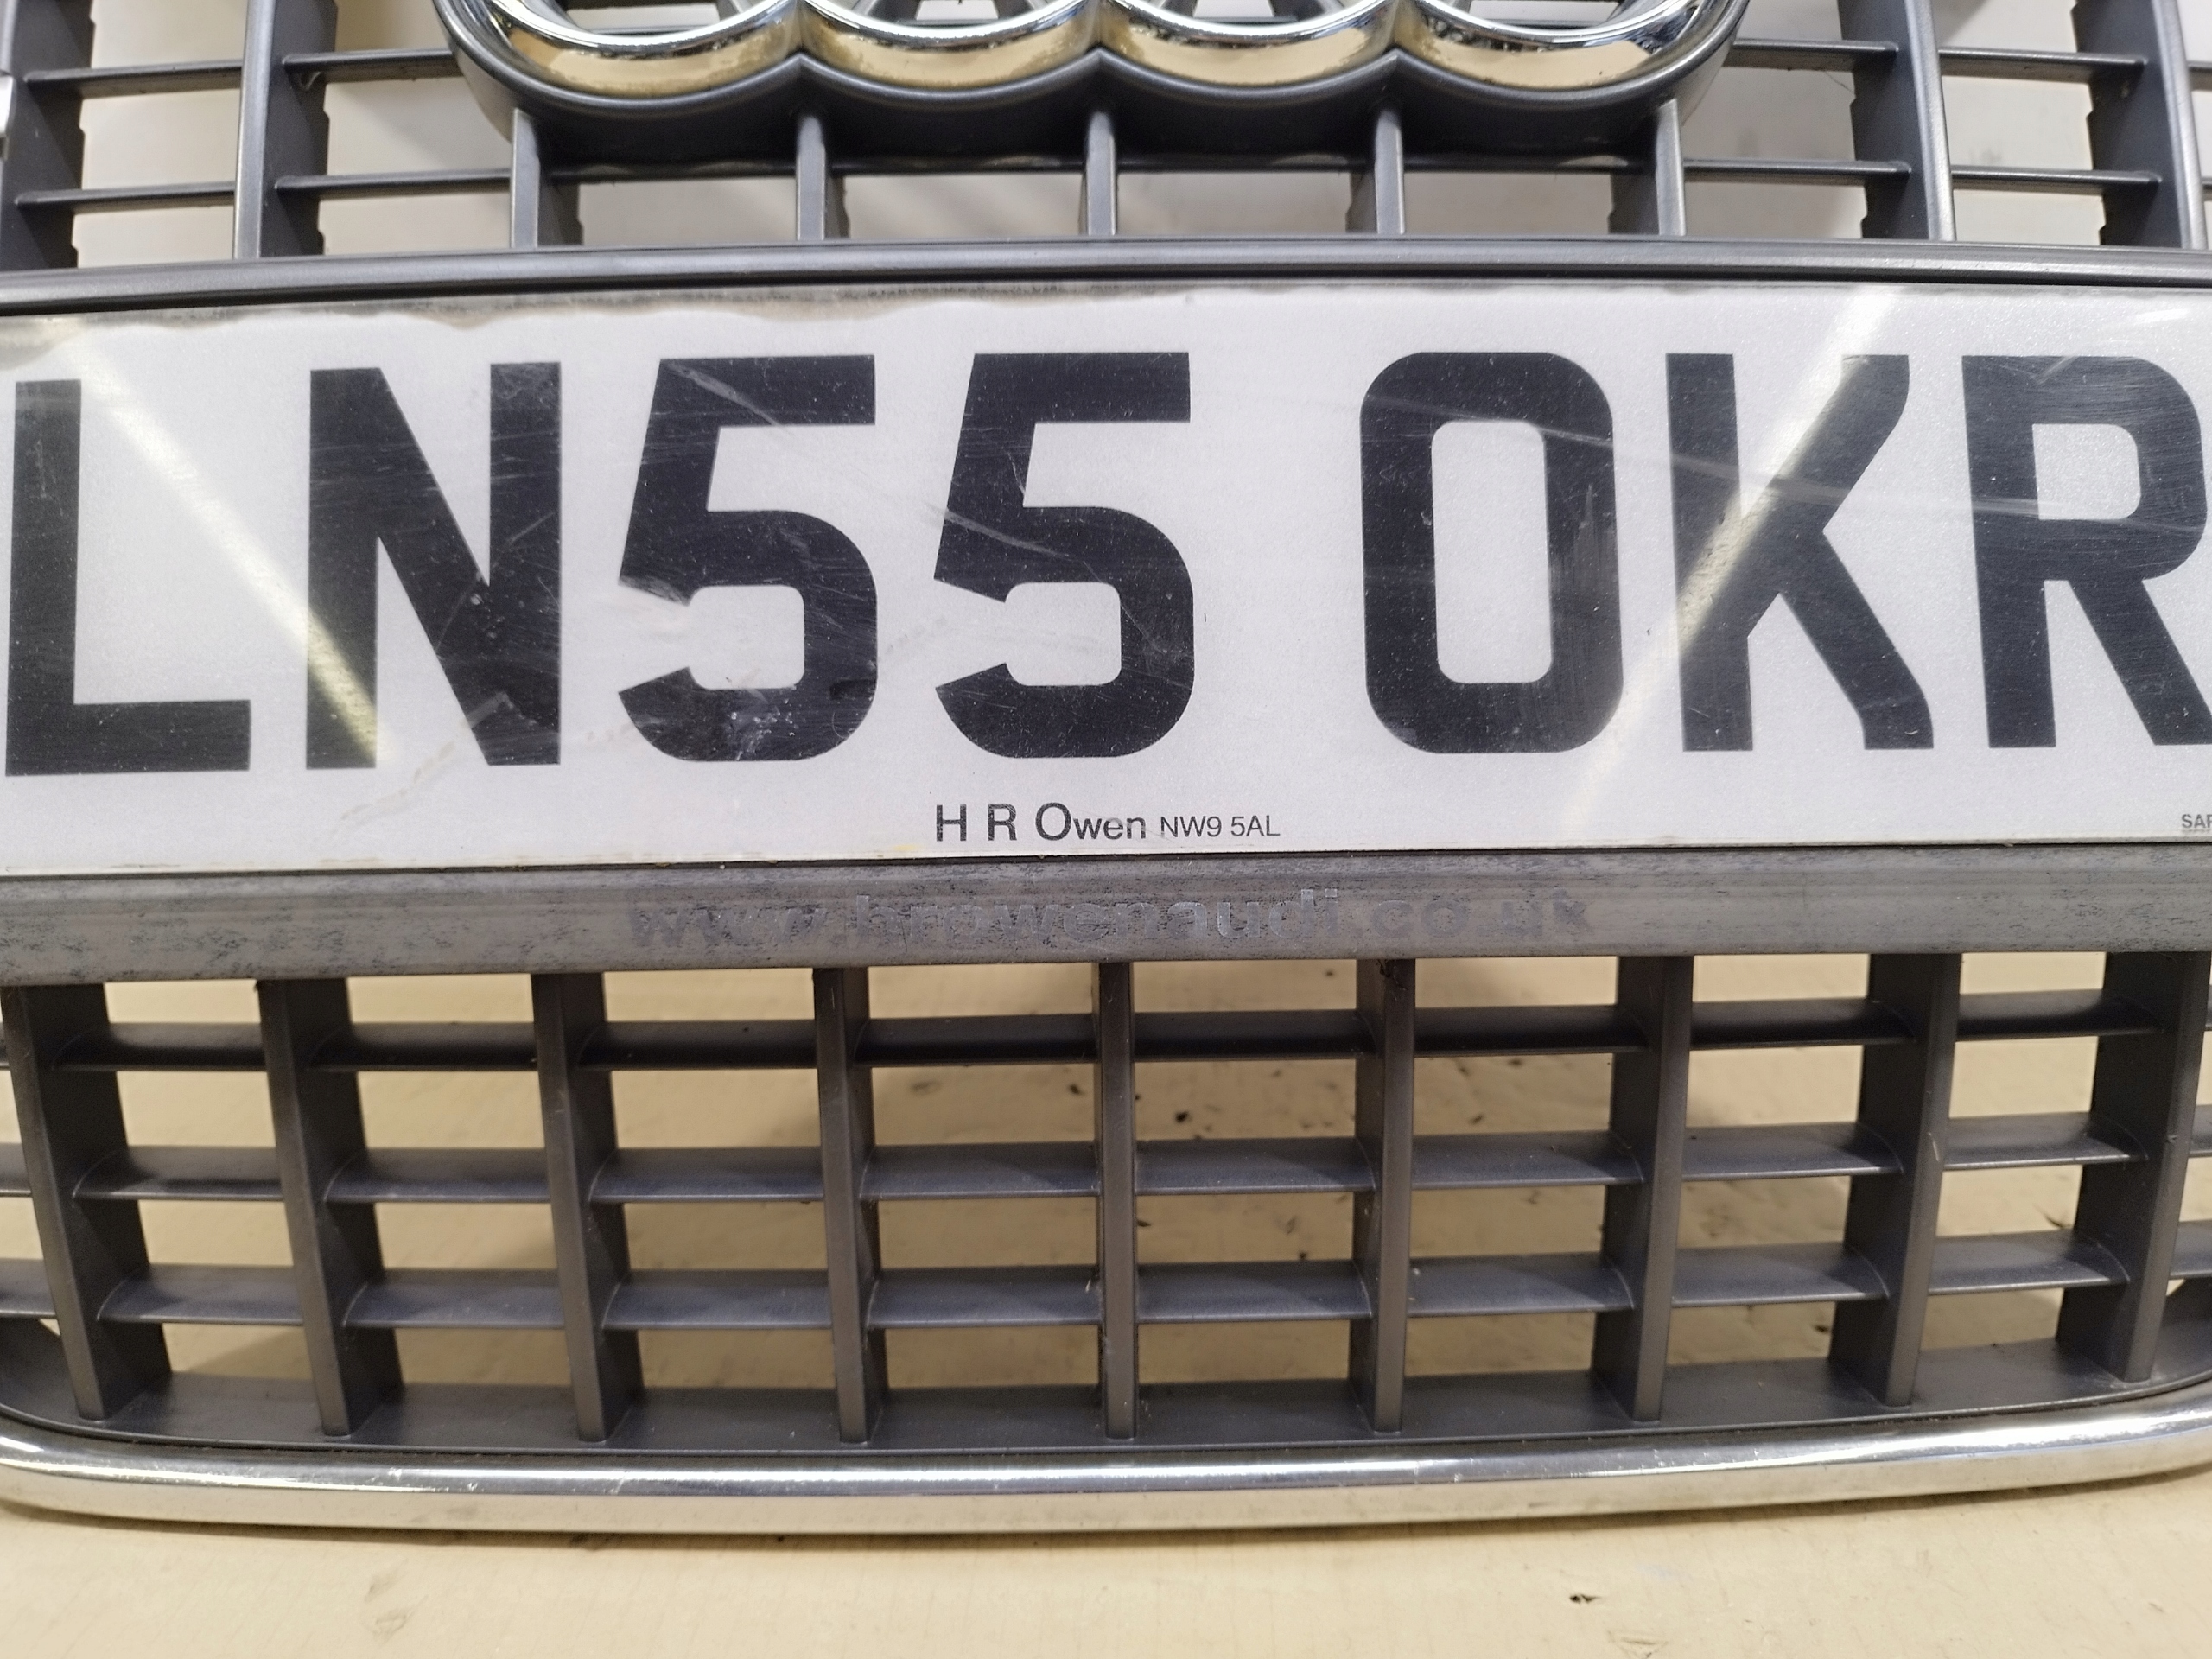 LN55 OKR
H R Owen NW9 5AL
www.hrowenaudi.co.uk